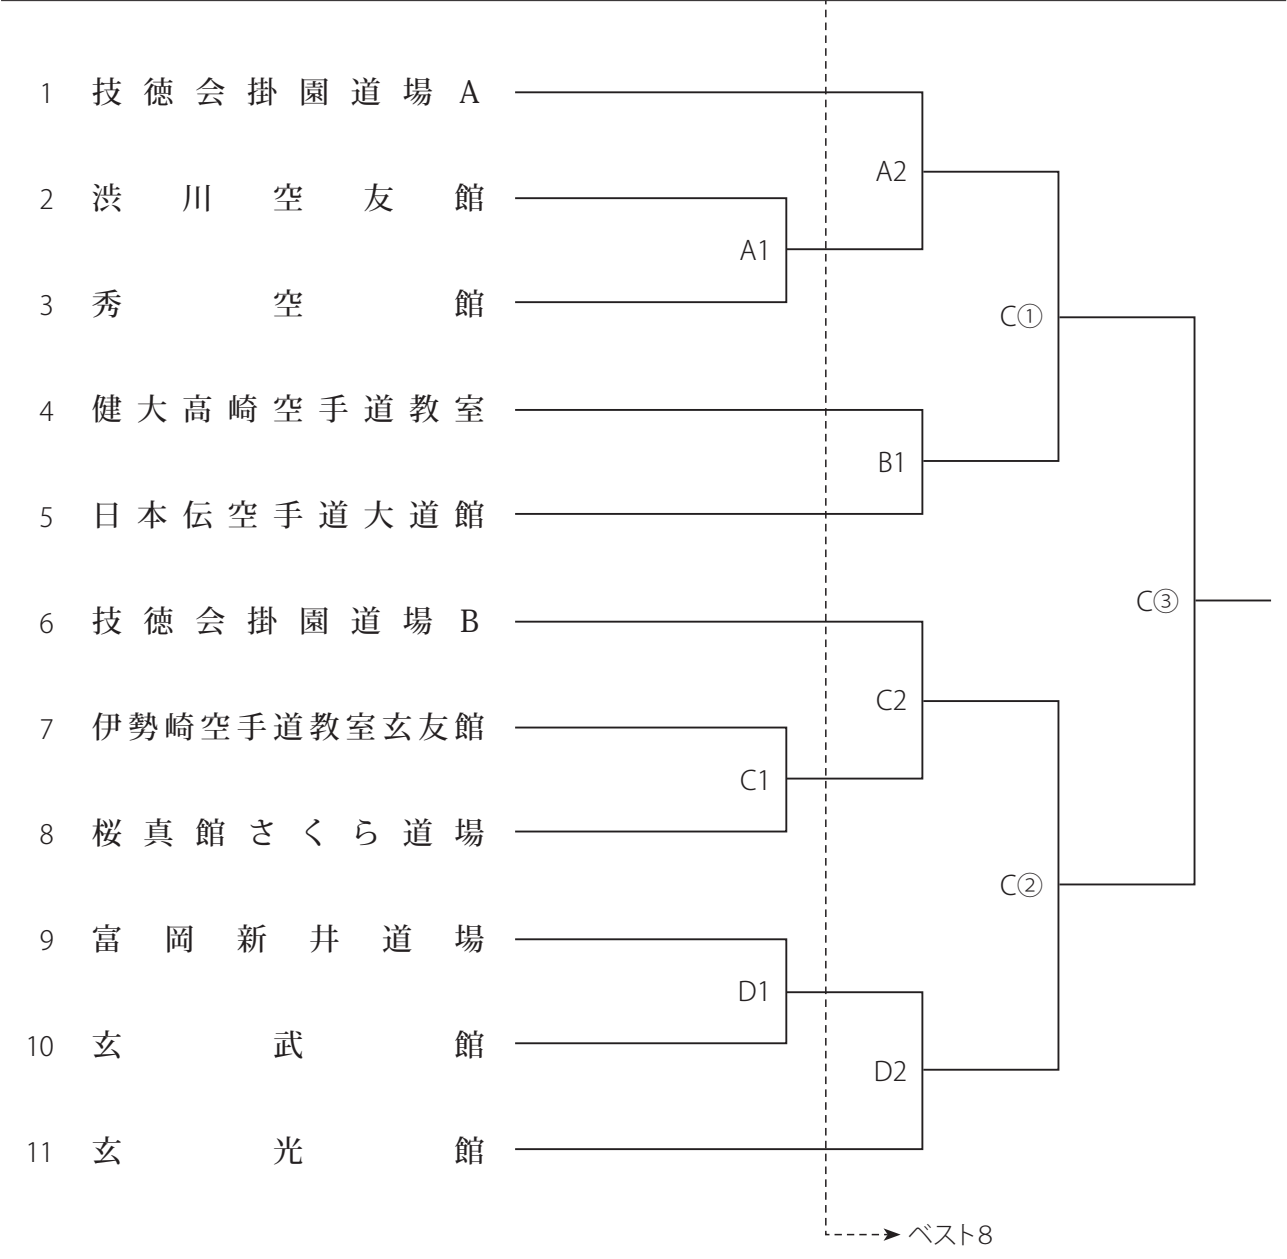 1 技徳会掛園道場A
A2
2 渋川空友館
A1
3 秀空館
C①
4 健大高崎空手道教室
B1
5 日本伝空手道大道館
C③
6 技徳会掛園道場B
C2
7 伊勢崎空手道教室玄友館
C1
8 桜真館さくら道場
C②
9 富岡新井道場
D1
10 玄武館
D2
11 玄光館
ベスト8